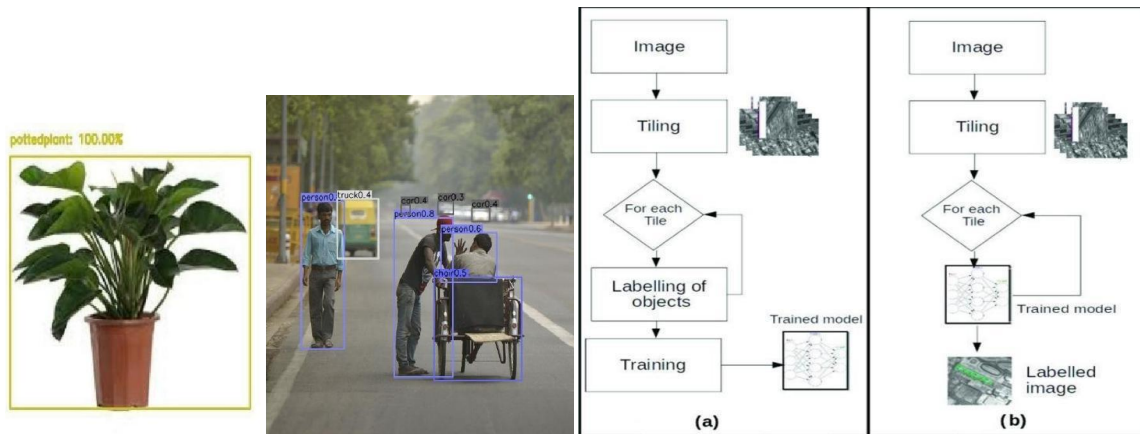 pottedplant: 100.00%
person0.
truck0.4
car0.4
car0.3
car0.4
person0.8
person0.6
chair0.5
Image
Tiling
For each
Tile
Labelling of
objects
Training
Trained model
(a)
Image
Tiling
For each
Tile
Trained model
Labelled
image
(b)